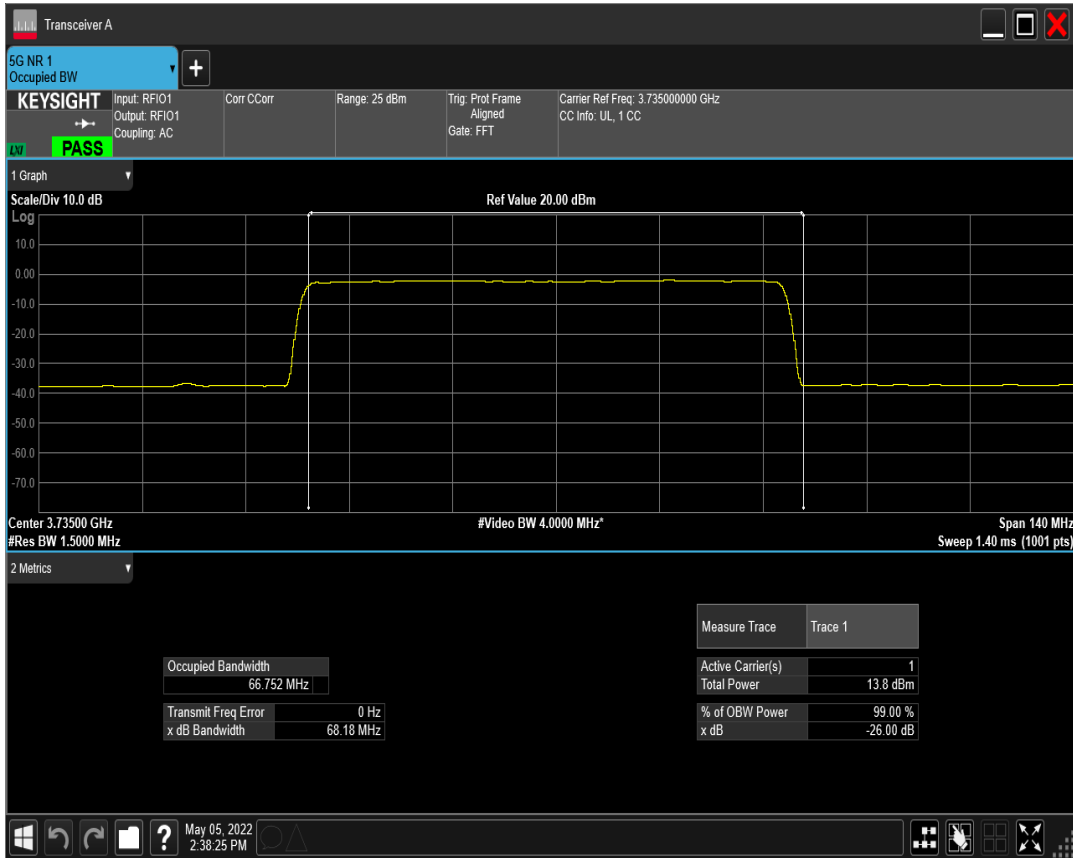 Transceiver A
5G NR 1
Occupied BW
KEYSIGHT
LXI
PASS
Input: RFIO1
Output: RFIO1
Coupling: AC
Corr CCorr
Range: 25 dBm
Trig: Prot Frame
Aligned
Gate: FFT
Carrier Ref Freq: 3.735000000 GHz
CC Info: UL, 1 CC
1 Graph
Scale/Div 10.0 dB
Ref Value 20.00 dBm
Log
10.0
0.00
-10.0
-20.0
-30.0
-40.0
-50.0
-60.0
-70.0
Center 3.73500 GHz
#Video BW 4.0000 MHz*
Span 140 MHz
#Res BW 1.5000 MHz
Sweep 1.40 ms (1001 pts)
2 Metrics
Measure Trace Trace 1
Occupied Bandwidth
66.752 MHz
Active Carrier(s) 1
Total Power 13.8 dBm
Transmit Freq Error 0 Hz
x dB Bandwidth 68.18 MHz
% of OBW Power 99.00 %
x dB -26.00 dB
May 05, 2022
2:38:25 PM